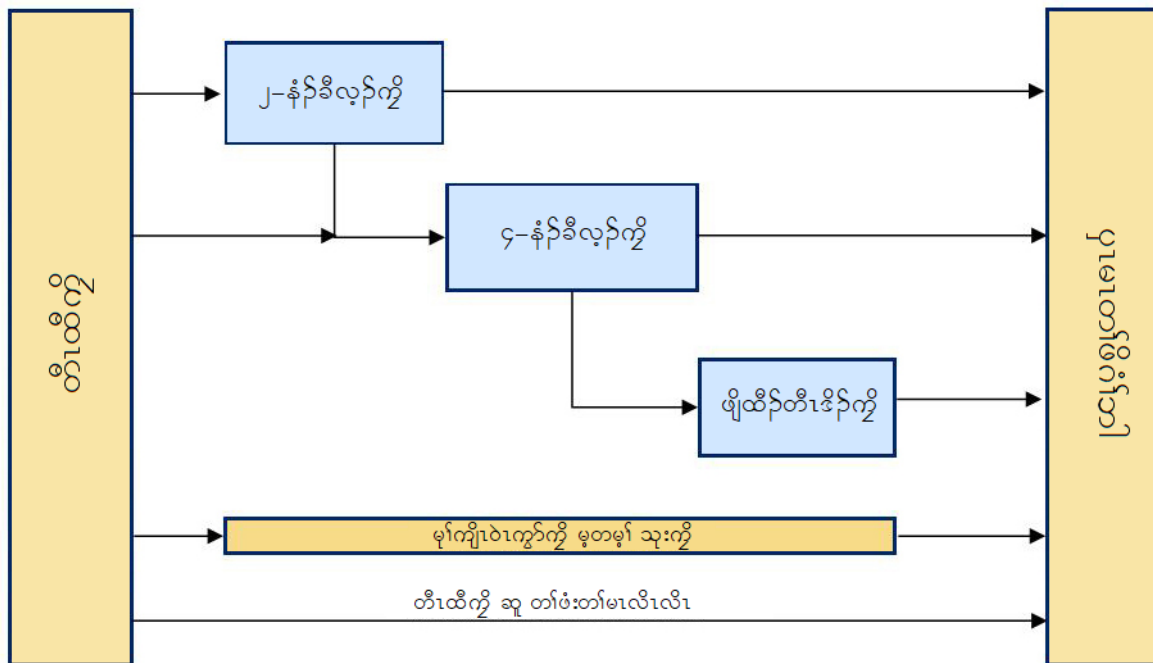 တီၤထီကၠိ
၂–နံၣ်ခီလ့ၣ်ကၠိ
၄–နံၣ်ခီလ့ၣ်ကၠိ
ဖျိထီၣ်တီၤဒိၣ်ကၠိ
မုၢ်ကျိၤဝဲၤကွာ်ကၠိ မ့တမ့ၢ် သုးကၠိ
တီၤထီကၠိ ဆူ တၢ်ဖံးတၢ်မၤလိၤလိၤ